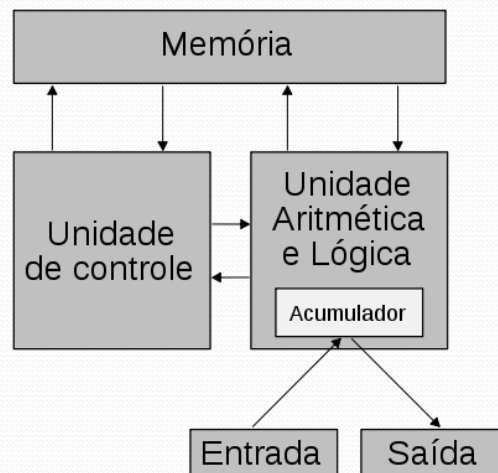 Memória
Unidade
de controle
Unidade
Aritmética
e Lógica
Acumulador
Entrada
Saída